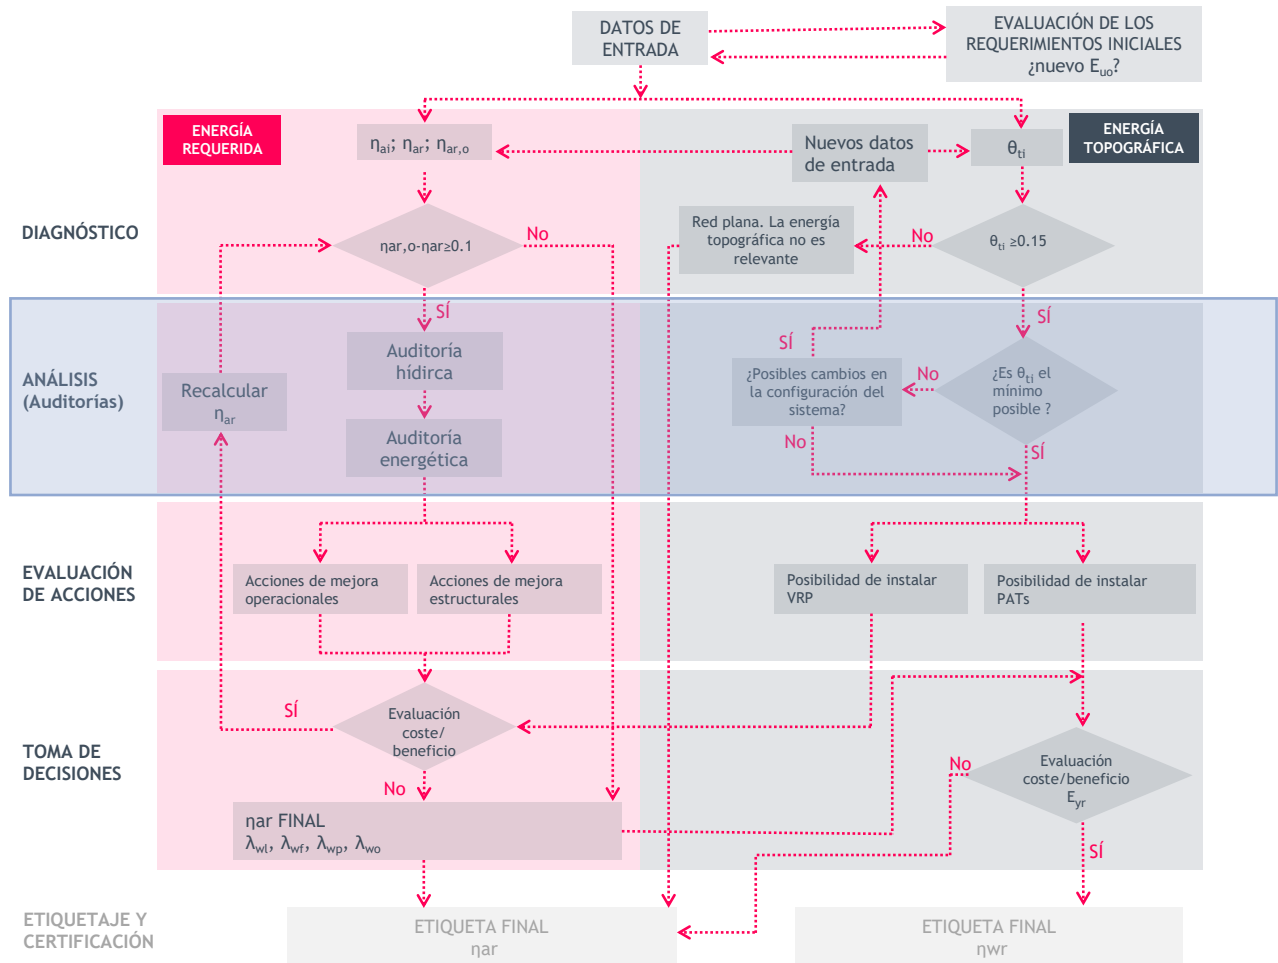 DATOS DE
ENTRADA
EVALUACIÓN DE LOS
REQUERIMIENTOS INICIALES
¿nuevo Euo?
ENERGÍA
REQUERIDA
ηai; ηar; ηar,o
Nuevos datos
de entrada
θti
ENERGÍA
TOPOGRÁFICA
DIAGNÓSTICO
ηar,o-ηar≥0.1
No
Red plana. La energía
topográfica no es
relevante
No
θti ≥0.15
SÍ
SÍ
ANÁLISIS
(Auditorías)
Recalcular
ηar
Auditoría
hídirca
Auditoría
energética
SÍ
¿Posibles cambios en
la configuración del
sistema?
No
No
¿Es θti el
mínimo
posible ?
SÍ
EVALUACIÓN
DE ACCIONES
Acciones de mejora
operacionales
Acciones de mejora
estructurales
Posibilidad de instalar
VRP
Posibilidad de instalar
PATs
TOMA DE
DECISIONES
SÍ
Evaluación
coste/
beneficio
No
ηar FINAL
λwl, λwf, λwp, λwo
No
Evaluación
coste/beneficio
Eyr
SÍ
ETIQUETAJE Y
CERTIFICACIÓN
ETIQUETA FINAL
ηar
ETIQUETA FINAL
ηwr